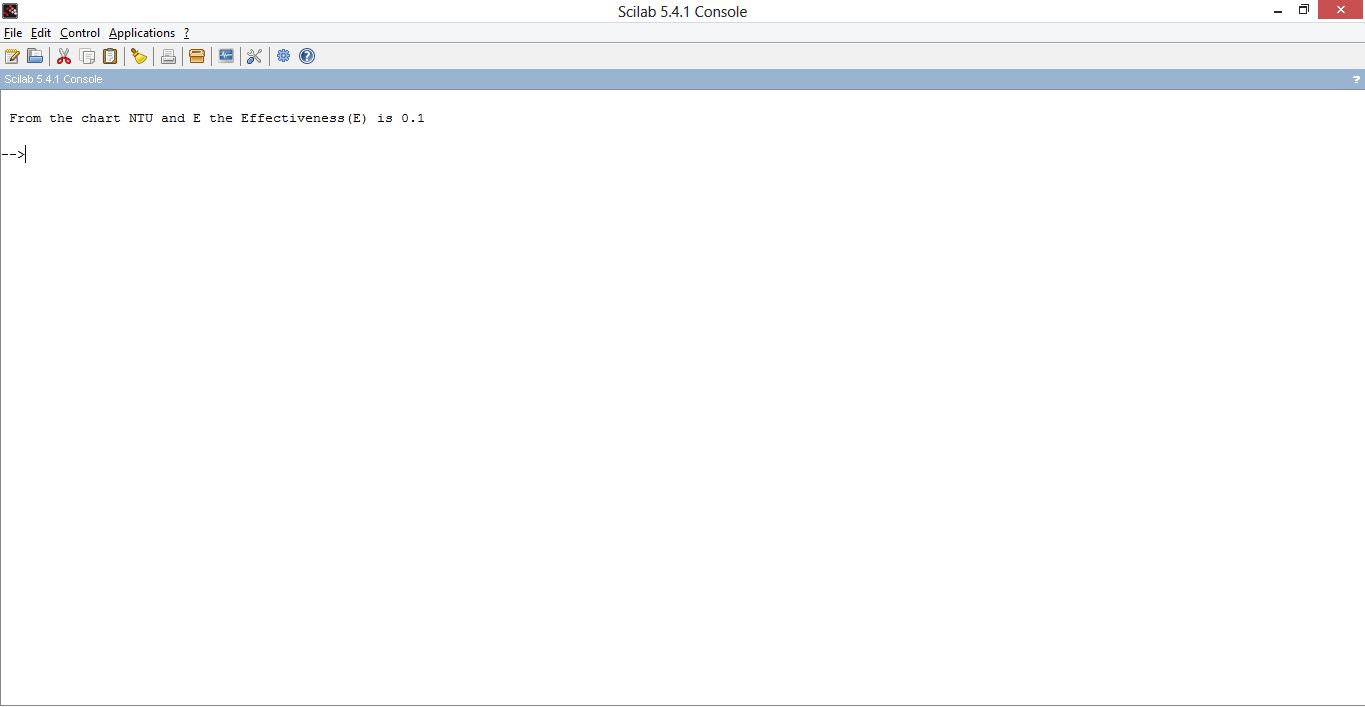 Scilab 5.4.1 Console
File Edit Control Applications ?
Scilab 5.4.1 Console ?
From the chart NTU and E the Effectiveness(E) is 0.1
-->